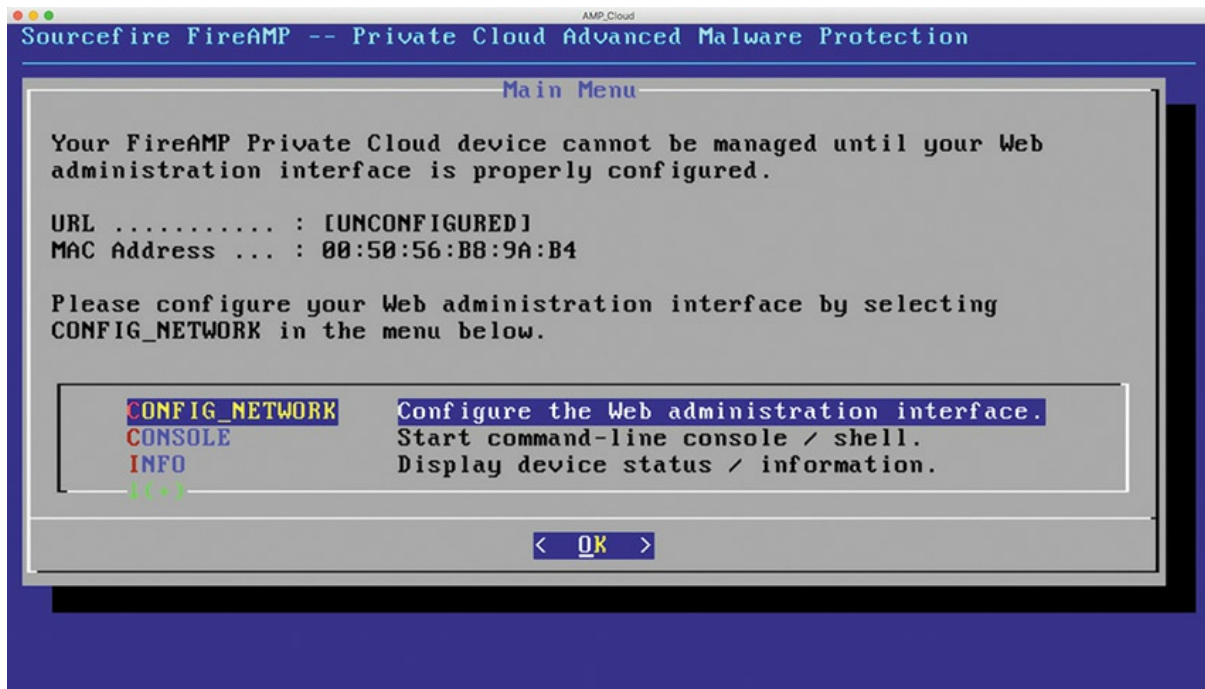 AMP_Cloud
Sourcefire FireAMP -- Private Cloud Advanced Malware Protection
Main Menu
Your FireAMP Private Cloud device cannot be managed until your Web
administration interface is properly configured.
URL ........... : [UNCONFIGURED]
MAC Address ... : 00:50:56:B8:9A:B4
Please configure your Web administration interface by selecting
CONFIG_NETWORK in the menu below.
CONFIG_NETWORK Configure the Web administration interface.
CONSOLE Start command-line console / shell.
INFO Display device status / information.
< OK >